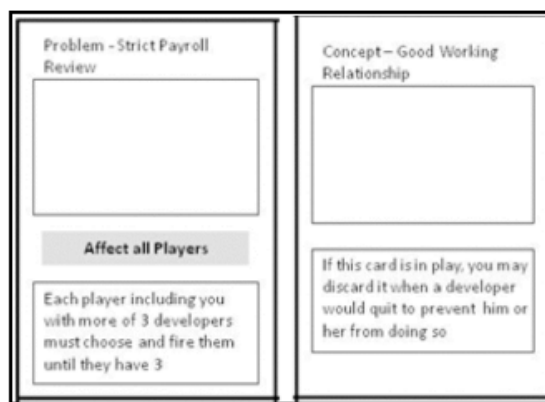 Problem - Strict Payroll
Review
Affect all Players
Each player including you
with more of 3 developers
must choose and fire them
until they have 3
Concept – Good Working
Relationship
If this card is in play, you may
discard it when a developer
would quit to prevent him or
her from doing so